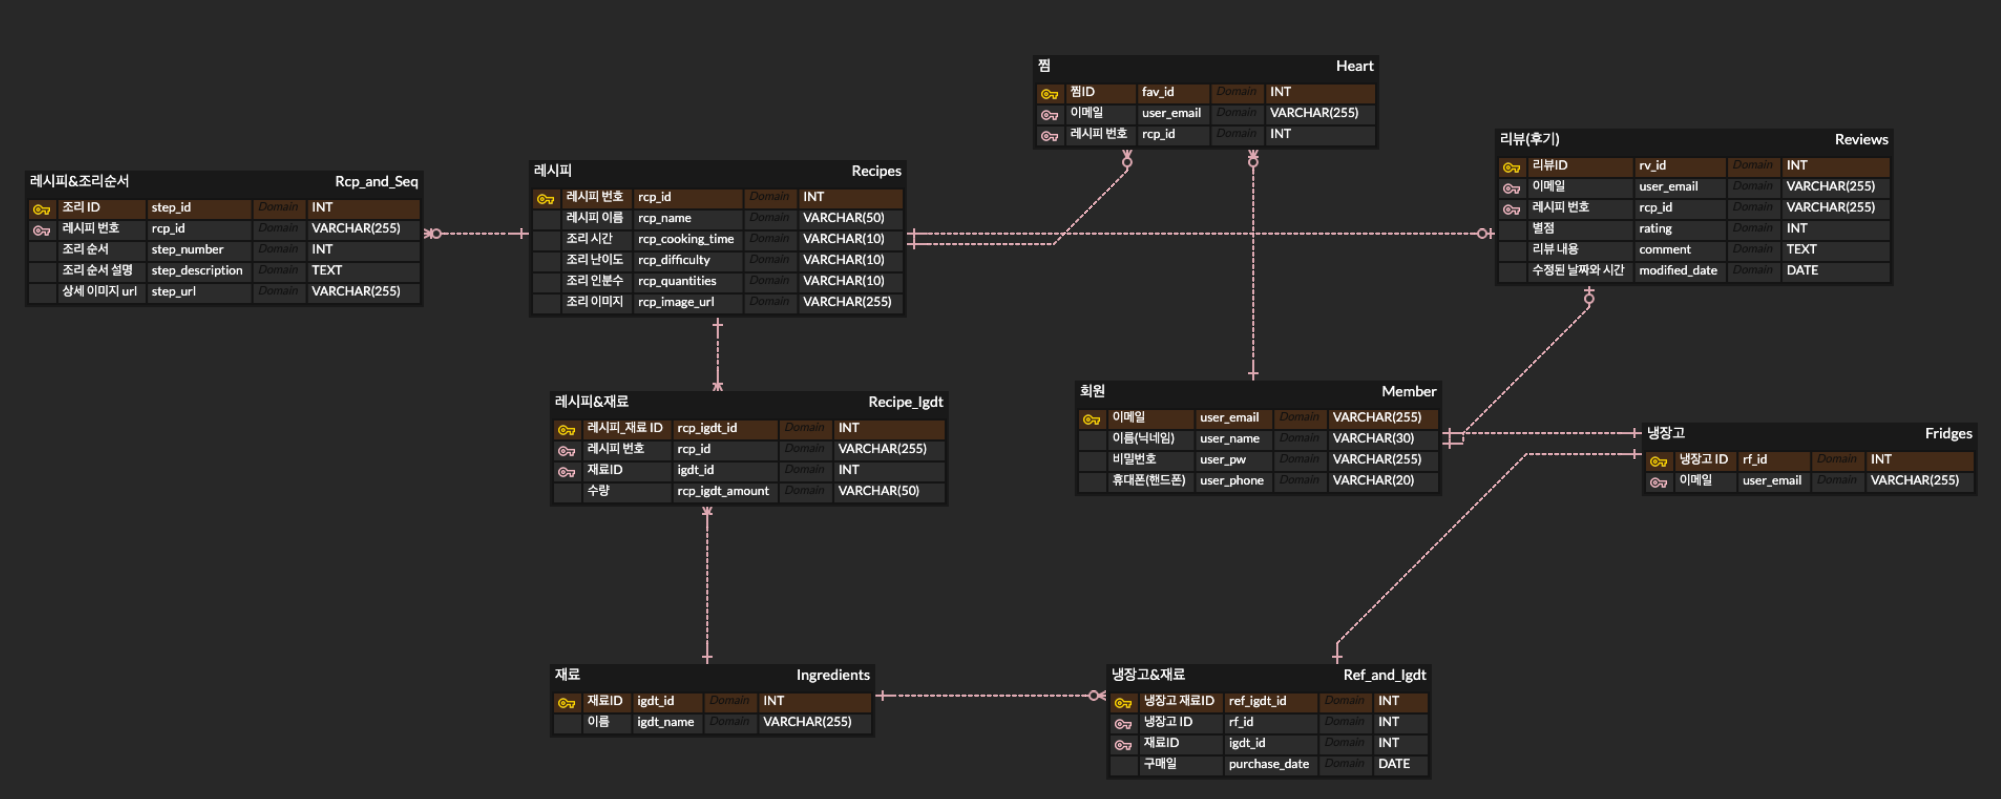 찜 Heart
찜ID fav_id Domain INT
이메일 user_email Domain VARCHAR(255)
레시피 번호 rcp_id Domain INT
리뷰(후기) Reviews
리뷰ID rv_id Domain INT
이메일 user_email Domain VARCHAR(255)
레시피 번호 rcp_id Domain VARCHAR(255)
별점 rating Domain INT
리뷰 내용 comment Domain TEXT
수정된 날짜와 시간 modified_date Domain DATE
레시피&조리순서 Rcp_and_Seq
조리 ID step_id Domain INT
레시피 번호 rcp_id Domain VARCHAR(255)
조리 순서 step_number Domain INT
조리 순서 설명 step_description Domain TEXT
상세 이미지 url step_url Domain VARCHAR(255)
레시피 Recipes
레시피 번호 rcp_id Domain INT
레시피 이름 rcp_name Domain VARCHAR(50)
조리 시간 rcp_cooking_time Domain VARCHAR(10)
조리 난이도 rcp_difficulty Domain VARCHAR(10)
조리 인분수 rcp_quantities Domain VARCHAR(10)
조리 이미지 rcp_image_url Domain VARCHAR(255)
레시피&재료 Recipe_Igdt
레시피_재료 ID rcp_igdt_id Domain INT
레시피 번호 rcp_id Domain VARCHAR(255)
재료ID igdt_id Domain INT
수량 rcp_igdt_amount Domain VARCHAR(50)
회원 Member
이메일 user_email Domain VARCHAR(255)
이름(닉네임) user_name Domain VARCHAR(30)
비밀번호 user_pw Domain VARCHAR(255)
휴대폰(핸드폰) user_phone Domain VARCHAR(20)
냉장고 Fridges
냉장고 ID rf_id Domain INT
이메일 user_email Domain VARCHAR(255)
재료 Ingredients
재료ID igdt_id Domain INT
이름 igdt_name Domain VARCHAR(255)
냉장고&재료 Ref_and_Igdt
냉장고 재료ID ref_igdt_id Domain INT
냉장고 ID rf_id Domain INT
재료ID igdt_id Domain INT
구매일 purchase_date Domain DATE